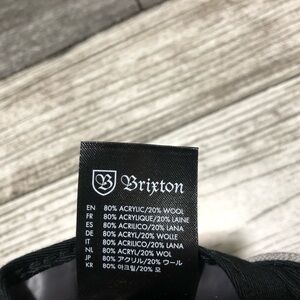 B Brixton
EN 80% ACRYLIC/20% WOOL
FR 80% ACRYLIQUE/20% LAINE
ES 80% ACRILICO/20% LANA
DE 80% ACRYL/20% WOLLE
IT 80% ACRILICO/20% LANA
NL 80% ACRYL/20% WOL
JP 80% アクリル/20% ウール
KR 80% 아크릴/20% 모